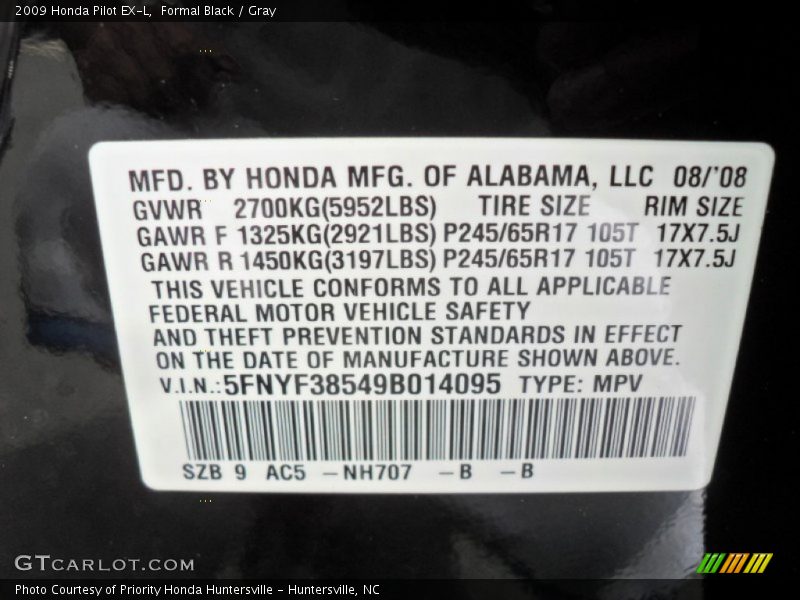 2009 Honda Pilot EX-L, Formal Black / Gray
MFD. BY HONDA MFG. OF ALABAMA, LLC 08/'08
GVWR 2700KG(5952LBS) TIRE SIZE RIM SIZE
GAWR F 1325KG(2921LBS) P245/65R17 105T 17X7.5J
GAWR R 1450KG(3197LBS) P245/65R17 105T 17X7.5J
THIS VEHICLE CONFORMS TO ALL APPLICABLE
FEDERAL MOTOR VEHICLE SAFETY
AND THEFT PREVENTION STANDARDS IN EFFECT
ON THE DATE OF MANUFACTURE SHOWN ABOVE.
V.I.N.:5FNYF38549B014095 TYPE: MPV
SZB 9 AC5 -NH707 -B -B
GTCARLOT.COM
Photo Courtesy of Priority Honda Huntersville - Huntersville, NC